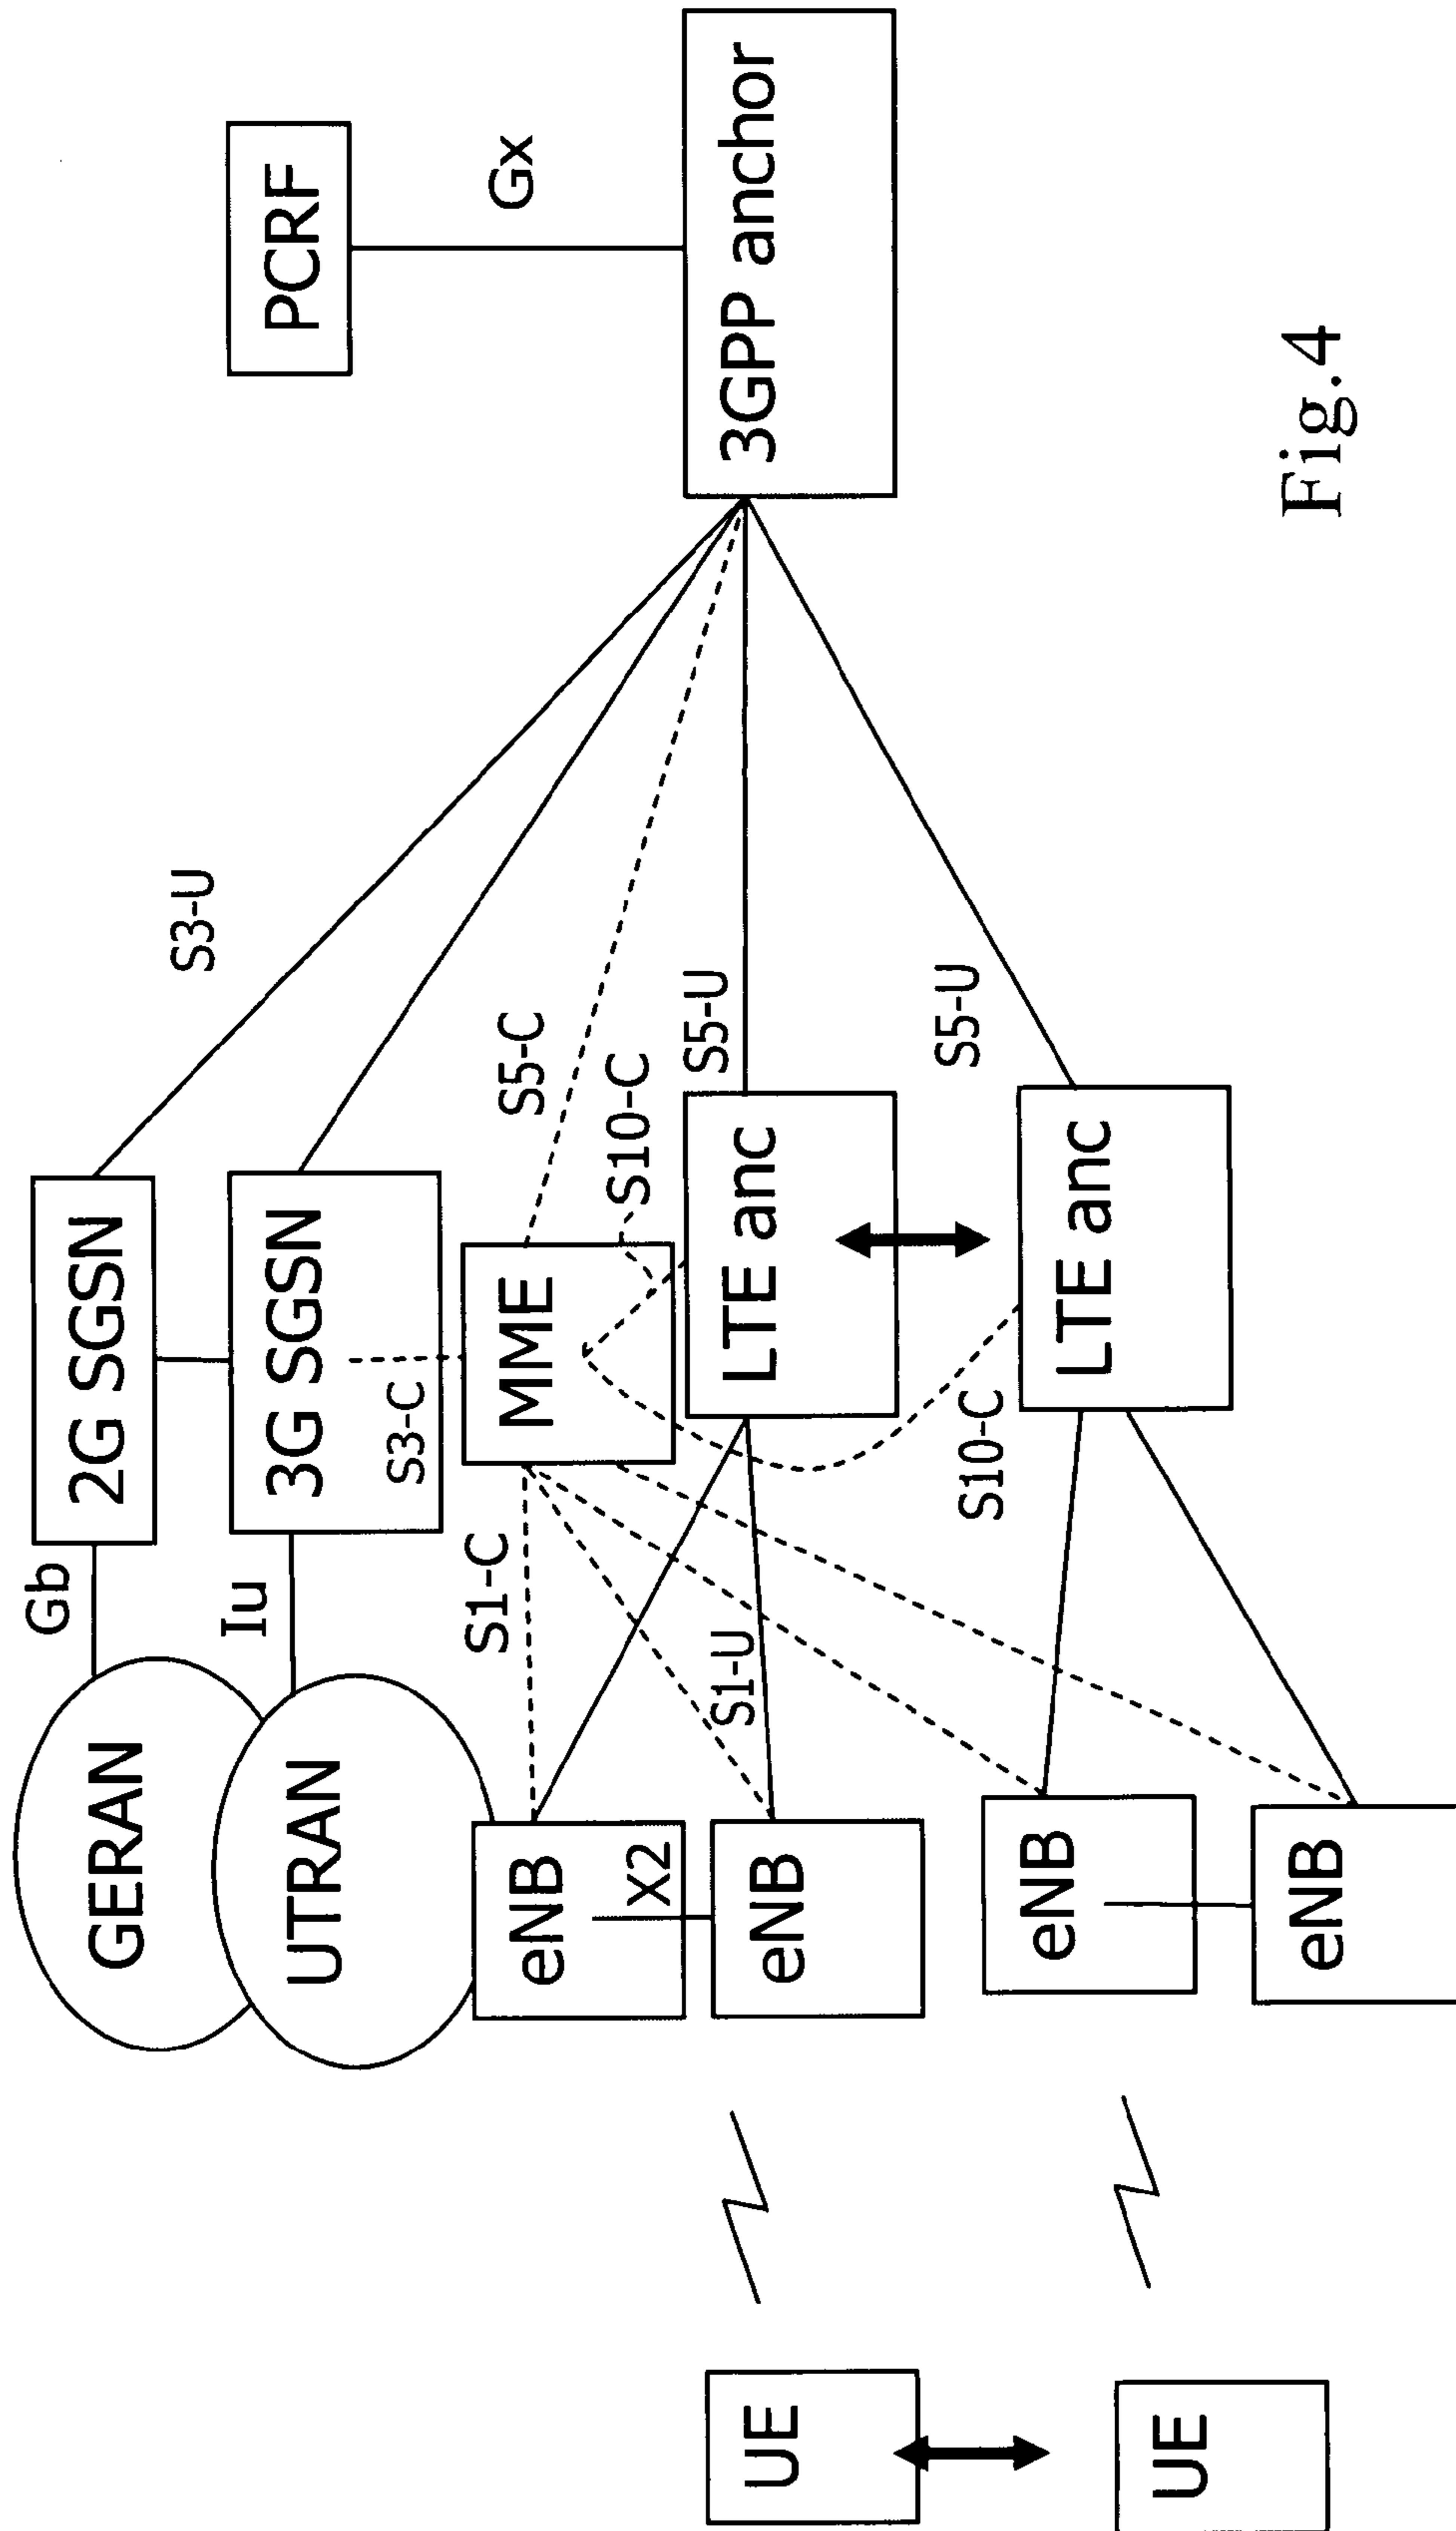 GERAN
Gb
2G SGSN
S3-U
PCRF
UTRAN
Iu
3G SGSN
S3-C
Gx
eNB
X2
S1-C
MME
S5-C
S10-C
UE
eNB
S1-U
LTE anc
S5-U
3GPP anchor
eNB
S10-C
LTE anc
S5-U
UE
eNB
Fig.4